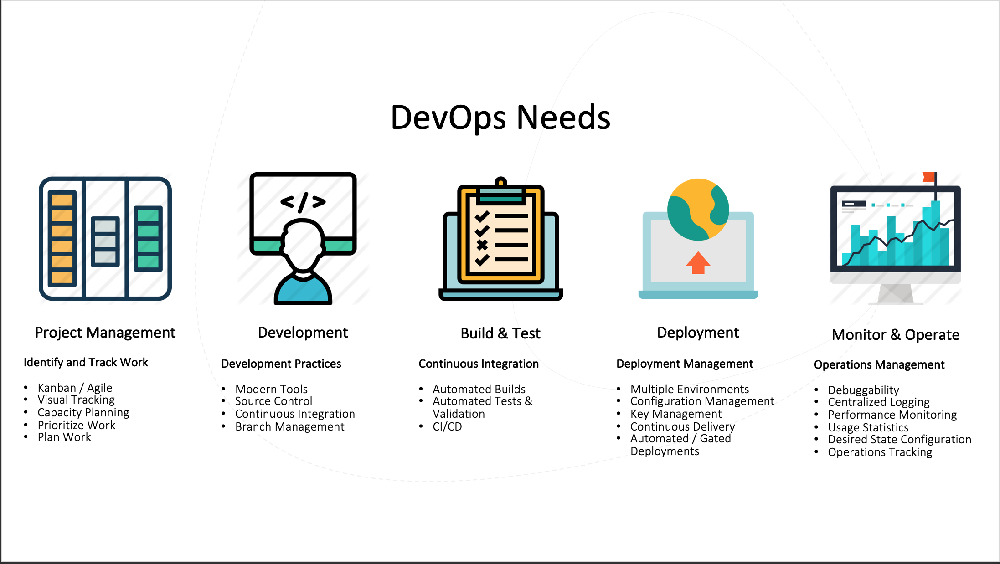 DevOps Needs
</>
Project Management
Identify and Track Work
• Kanban / Agile
• Visual Tracking
• Capacity Planning
• Prioritize Work
• Plan Work
Development
Development Practices
• Modern Tools
• Source Control
• Continuous Integration
• Branch Management
Build & Test
Continuous Integration
• Automated Builds
• Automated Tests &
Validation
• CI/CD
Deployment
Deployment Management
• Multiple Environments
• Configuration Management
• Key Management
• Continuous Delivery
• Automated / Gated
Deployments
Monitor & Operate
Operations Management
• Debuggability
• Centralized Logging
• Performance Monitoring
• Usage Statistics
• Desired State Configuration
• Operations Tracking